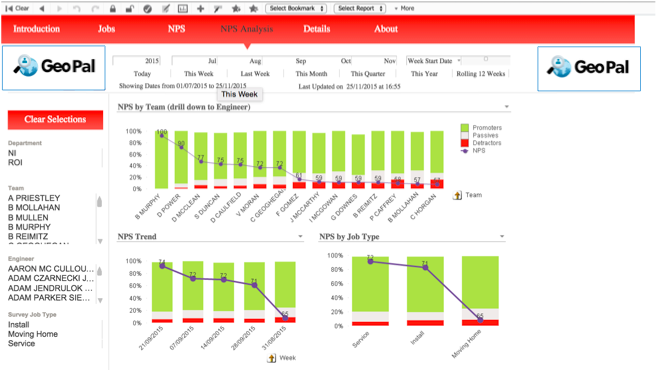 Clear Select Bookmark Select Report More
Introduction Jobs NPS NPS Analysis Details About
GeoPal
2015 Jul Aug Sep Oct Nov Week Start Date
Today This Week Last Week This Month This Quarter This Year Rolling 12 Weeks
Showing Dates from 01/07/2015 to 25/11/2015 Last Updated on 25/11/2015 at 16:55
This Week
GeoPal
Clear Selections
Department
NI
ROI
Team
A PRIESTLEY
B MOLLAHAN
B MULLEN
B MURPHY
B REIMITZ
Engineer
AARON MC CULLOU...
ADAM CZARNECKI J...
ADAM JENDRULOK ...
ADAM PARKER SIE...
Survey Job Type
Install
Moving Home
Service
NPS by Team (drill down to Engineer)
100%
80%
60%
40%
20%
0%
100 88 77 75 75 73 73 61 59 59 59 59 58 57 53
B MURPHY
D POWER
D MCCLEAN
S DUNCAN
D CAULFIELD
V MORAN
C GEOGHEGAN
F GOMEZ
J MCCARTHY
I MCGOWAN
G DOWNES
B REIMITZ
P CAFFREY
B MOLLAHAN
C HORGAN
Promoters
Passives
Detractors
NPS
Team
NPS Trend
100%
80%
60%
40%
20%
0%
74 72 72 71 65
21/09/2015
07/09/2015
14/09/2015
28/09/2015
31/08/2015
Week
NPS by Job Type
100%
80%
60%
40%
20%
0%
72 71 65
Service
Install
Moving Home